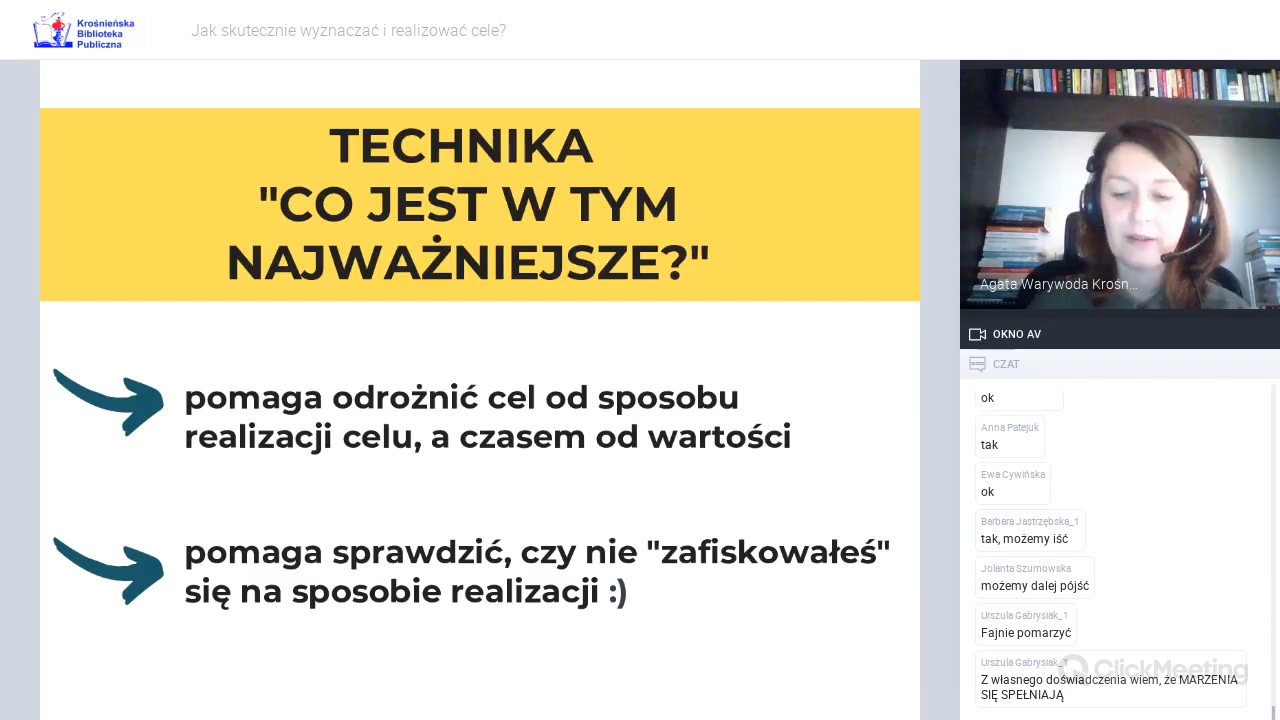 Krośnieńska
Biblioteka
Publiczna
Jak skutecznie wyznaczać i realizować cele?
TECHNIKA
"CO JEST W TYM
NAJWAŻNIEJSZE?"
pomaga odrożnić cel od sposobu
realizacji celu, a czasem od wartości
pomaga sprawdzić, czy nie "zafiskowałeś"
się na sposobie realizacji :)
Agata Warywoda Krośn...
OKNO AV
CZAT
ok
Anna Patejuk
tak
Ewa Cywińska
ok
Barbara Jastrzębska_1
tak, możemy iść
Jolanta Szumowska
możemy dalej pójść
Urszula Gabrysiak_1
Fajnie pomarzyć
Urszula Gabrysiak_1
Z własnego doświadczenia wiem, że MARZENIA
SIĘ SPEŁNIAJĄ
ClickMeeting